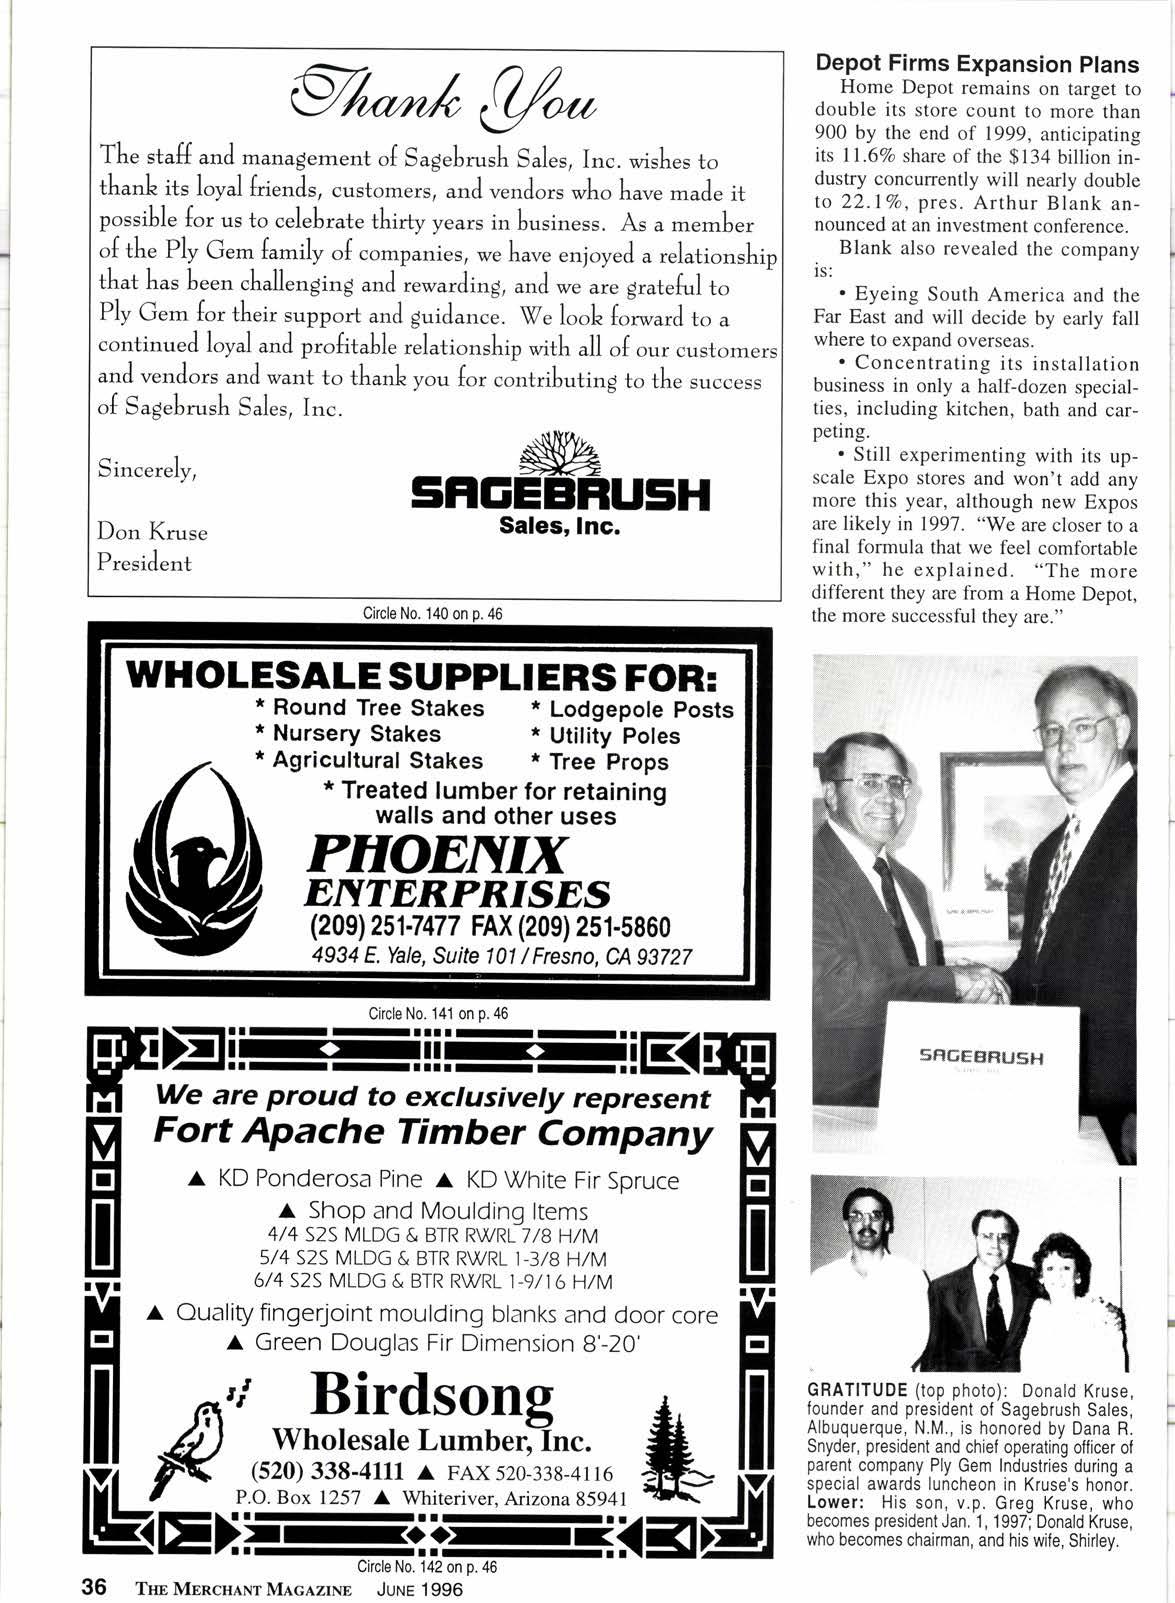 Thank You
The staff and management of Sagebrush Sales, Inc. wishes to
thank its loyal friends, customers, and vendors who have made it
possible for us to celebrate thirty years in business. As a member
of the Ply Gem family of companies, we have enjoyed a relationship
that has been challenging and rewarding, and we are grateful to
Ply Gem for their support and guidance. We look forward to a
continued loyal and profitable relationship with all of our customers
and vendors and want to thank you for contributing to the success
of Sagebrush Sales, Inc.
Sincerely,
Don Kruse
President
SAGEBRUSH
Sales, Inc.
Circle No. 140 on p. 46
WHOLESALE SUPPLIERS FOR:
* Round Tree Stakes * Lodgepole Posts
* Nursery Stakes * Utility Poles
* Agricultural Stakes * Tree Props
* Treated lumber for retaining
walls and other uses
PHOENIX
ENTERPRISES
(209) 251-7477 FAX (209) 251-5860
4934 E. Yale, Suite 101 / Fresno, CA 93727
Circle No. 141 on p. 46
We are proud to exclusively represent
Fort Apache Timber Company
▲ KD Ponderosa Pine ▲ KD White Fir Spruce
▲ Shop and Moulding Items
4/4 S2S MLDG & BTR RW/RL 7/8 H/M
5/4 S2S MLDG & BTR RW/RL 1-3/8 H/M
6/4 S2S MLDG & BTR RW/RL 1-9/16 H/M
▲ Quality fingerjoint moulding blanks and door core
▲ Green Douglas Fir Dimension 8'-20'
Birdsong
Wholesale Lumber, Inc.
(520) 338-4111 ▲ FAX 520-338-4116
P.O. Box 1257 ▲ Whiteriver, Arizona 85941
Circle No. 142 on p. 46
Depot Firms Expansion Plans
Home Depot remains on target to
double its store count to more than
900 by the end of 1999, anticipating
its 11.6% share of the $134 billion in-
dustry concurrently will nearly double
to 22.1%, pres. Arthur Blank an-
nounced at an investment conference.
Blank also revealed the company
is:
• Eyeing South America and the
Far East and will decide by early fall
where to expand overseas.
• Concentrating its installation
business in only a half-dozen special-
ties, including kitchen, bath and car-
peting.
• Still experimenting with its up-
scale Expo stores and won't add any
more this year, although new Expos
are likely in 1997. "We are closer to a
final formula that we feel comfortable
with," he explained. "The more
different they are from a Home Depot,
the more successful they are."
SAGEBRUSH
GRATITUDE (top photo): Donald Kruse,
founder and president of Sagebrush Sales,
Albuquerque, N.M., is honored by Dana R.
Snyder, president and chief operating officer of
parent company Ply Gem Industries during a
special awards luncheon in Kruse's honor.
Lower: His son, v.p. Greg Kruse, who
becomes president Jan. 1, 1997; Donald Kruse,
who becomes chairman, and his wife, Shirley.
36 THE MERCHANT MAGAZINE JUNE 1996